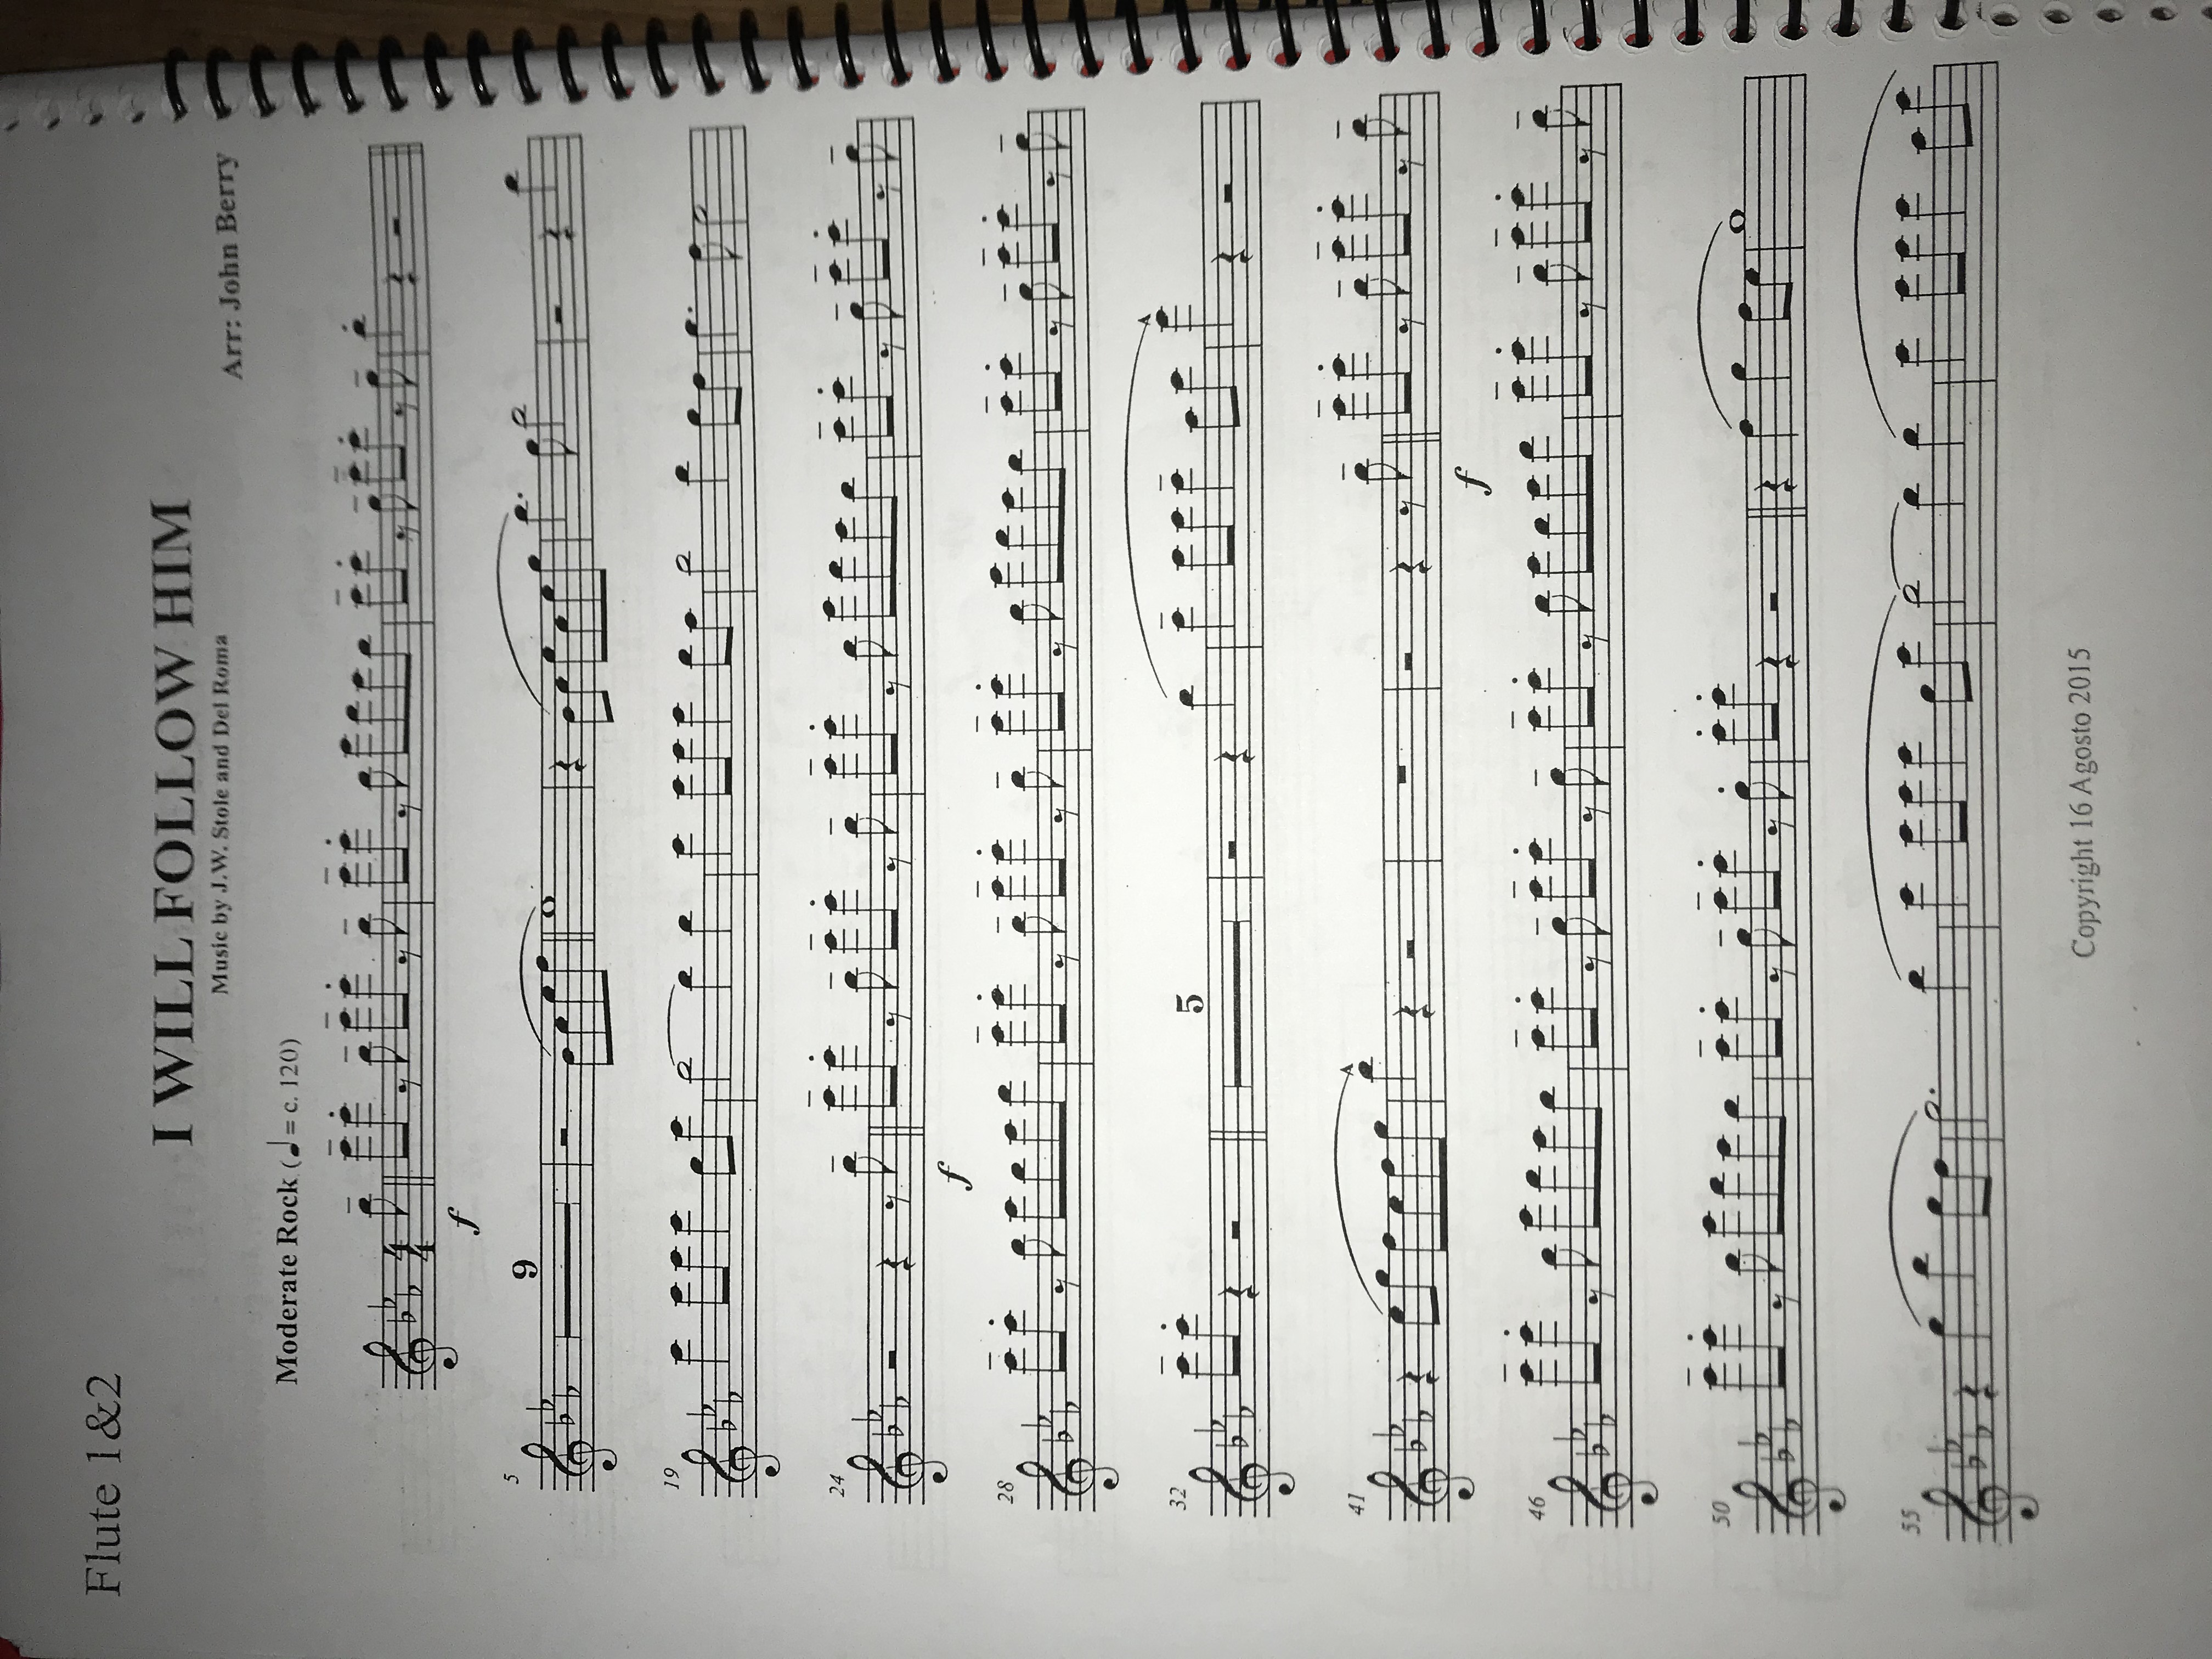 Flute 1&2
I WILL FOLLOW HIM
Music by J.W. Stole and Del Roma
Arr: John Berry
Moderate Rock (♩ = c. 120)
4
4
f
5
9
19
24
f
28
32
5
41
f
46
50
55
Copyright 16 Agosto 2015